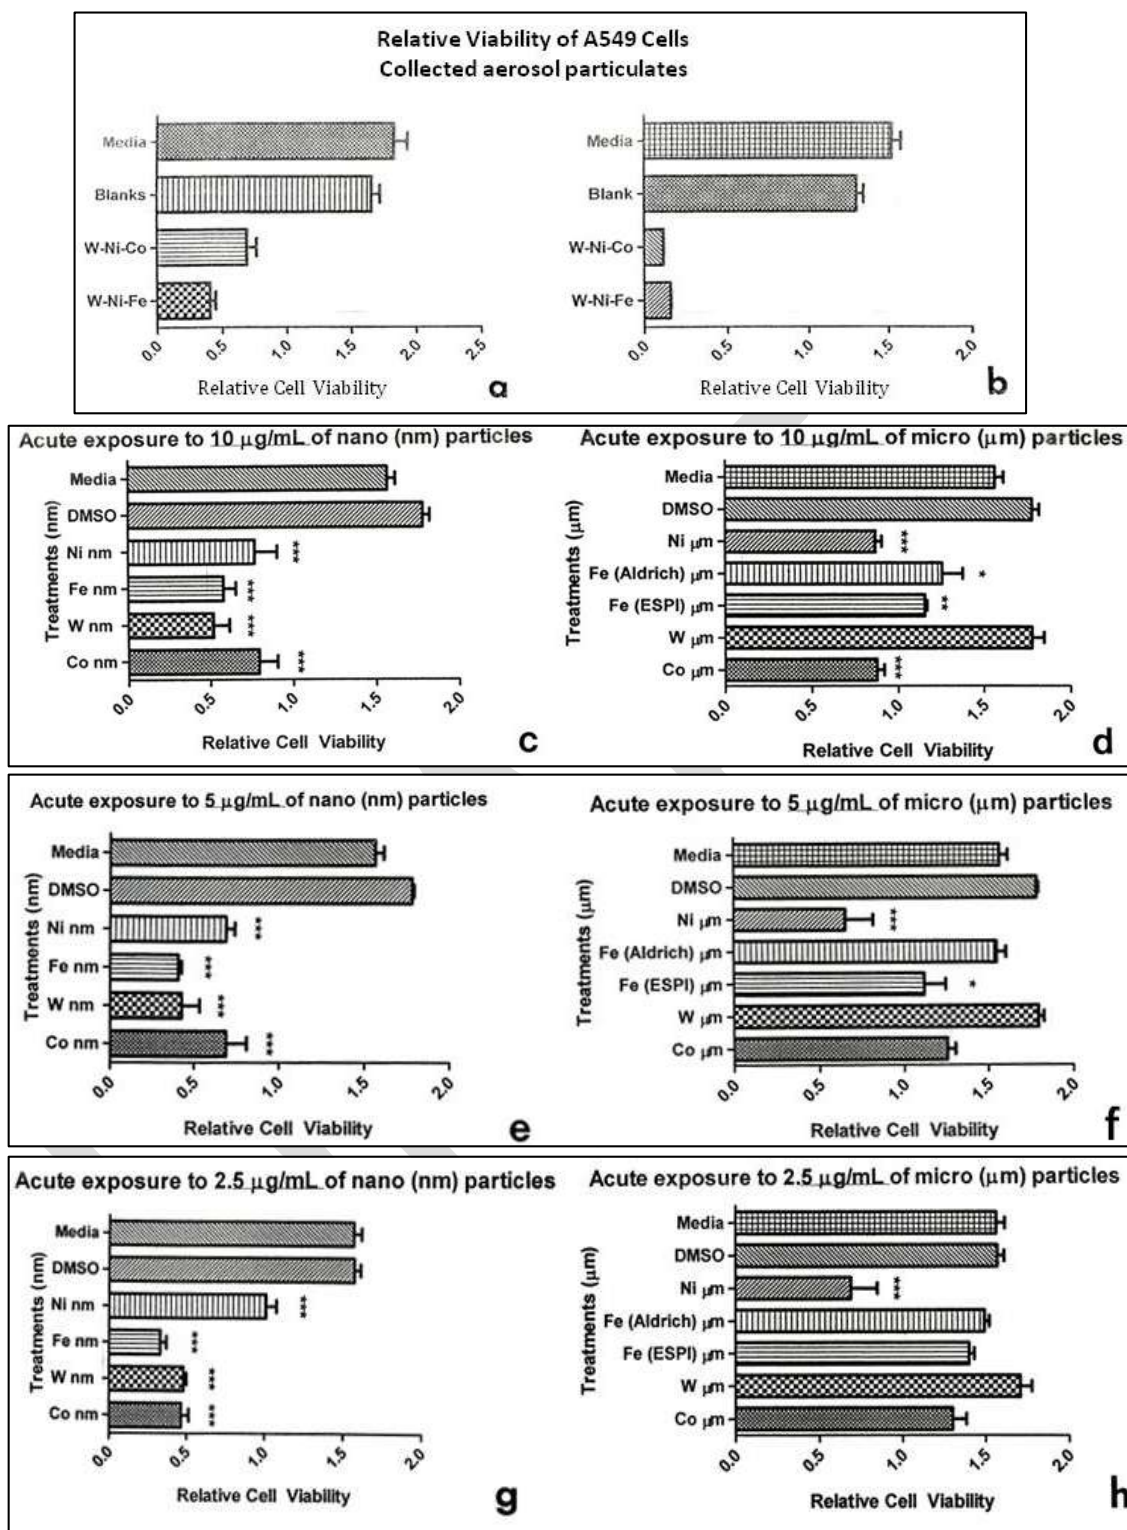 Relative Viability of A549 Cells
Collected aerosol particulates
Media
Blanks
W-Ni-Co
W-Ni-Fe
0.0 0.5 1.0 1.5 2.0 2.5
Relative Cell Viability
a
Media
Blank
W-Ni-Co
W-Ni-Fe
0.0 0.5 1.0 1.5 2.0
Relative Cell Viability
b
Acute exposure to 10 µg/mL of nano (nm) particles
Treatments (nm)
Media
DMSO
Ni nm
***
Fe nm
***
W nm
***
Co nm
***
0.0 0.5 1.0 1.5 2.0
Relative Cell Viability
c
Acute exposure to 10 µg/mL of micro (µm) particles
Treatments (µm)
Media
DMSO
Ni µm
***
Fe (Aldrich) µm
*
Fe (ESPI) µm
**
W µm
Co µm
***
0.0 0.5 1.0 1.5 2.0
Relative Cell Viability
d
Acute exposure to 5 µg/mL of nano (nm) particles
Treatments (nm)
Media
DMSO
Ni nm
***
Fe nm
***
W nm
***
Co nm
***
0.0 0.5 1.0 1.5 2.0
Relative Cell Viability
e
Acute exposure to 5 µg/mL of micro (µm) particles
Treatments (µm)
Media
DMSO
Ni µm
***
Fe (Aldrich) µm
Fe (ESPI) µm
*
W µm
Co µm
0.0 0.5 1.0 1.5 2.0
Relative Cell Viability
f
Acute exposure to 2.5 µg/mL of nano (nm) particles
Treatments (nm)
Media
DMSO
Ni nm
***
Fe nm
***
W nm
***
Co nm
***
0.0 0.5 1.0 1.5 2.0
Relative Cell Viability
g
Acute exposure to 2.5 µg/mL of micro (µm) particles
Treatments (µm)
Media
DMSO
Ni µm
***
Fe (Aldrich) µm
Fe (ESPI) µm
W µm
Co µm
0.0 0.5 1.0 1.5 2.0
Relative Cell Viability
h